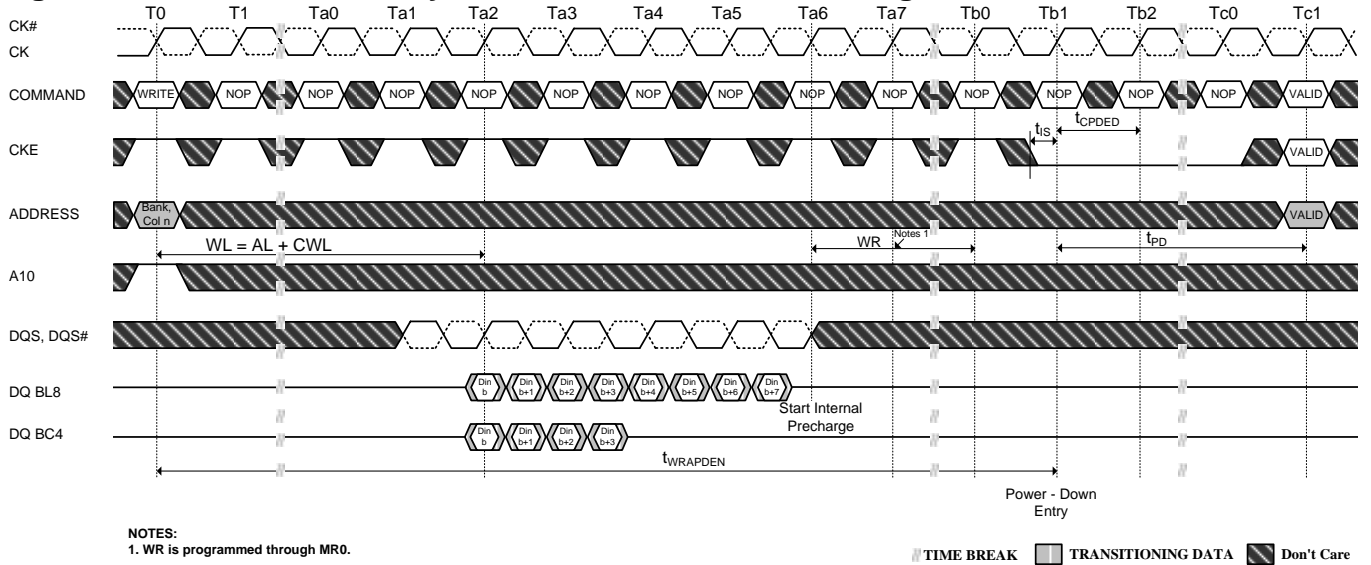 T0 T1 Ta0 Ta1 Ta2 Ta3 Ta4 Ta5 Ta6 Ta7 Tb0 Tb1 Tb2 Tc0 Tc1
CK#
CK
COMMAND WRITE NOP NOP NOP NOP NOP NOP NOP NOP NOP NOP NOP NOP NOP VALID
tIS tCPDED
CKE VALID
ADDRESS Bank, Col n VALID
WL = AL + CWL WR Notes 1 tPD
A10
DQS, DQS#
DQ BL8 Din b Din b+1 Din b+2 Din b+3 Din b+4 Din b+5 Din b+6 Din b+7
Start Internal
Precharge
DQ BC4 Din b Din b+1 Din b+2 Din b+3
tWRAPDEN
Power - Down
Entry
NOTES:
1. WR is programmed through MR0.
TIME BREAK TRANSITIONING DATA Don't Care